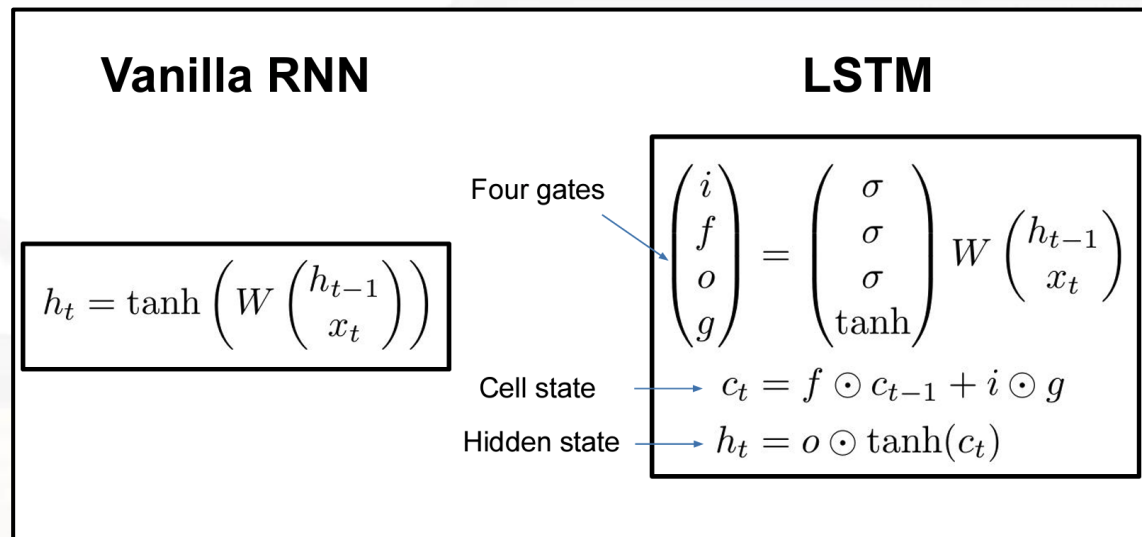 Vanilla RNN
h_t = tanh ( W ( h_{t-1} x_t ) )
LSTM
Four gates
( i f o g ) = ( σ σ σ tanh ) W ( h_{t-1} x_t )
Cell state
c_t = f ⊙ c_{t-1} + i ⊙ g
Hidden state
h_t = o ⊙ tanh(c_t)